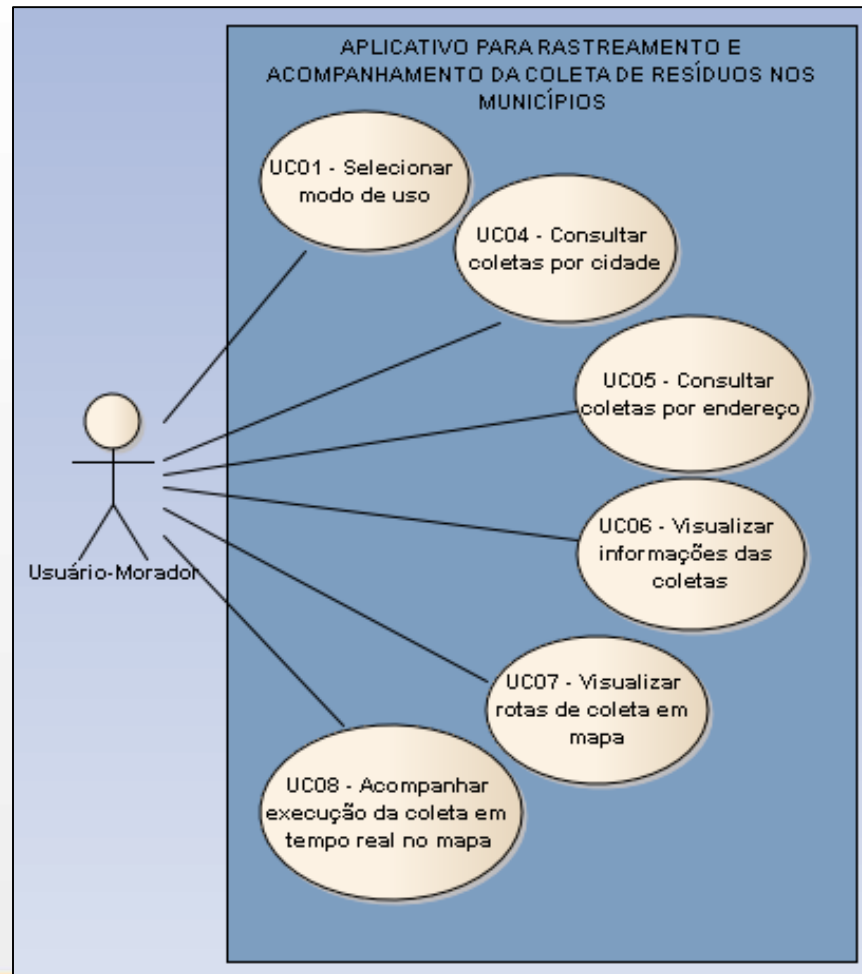 APLICATIVO PARA RASTREAMENTO E
ACOMPANHAMENTO DA COLETA DE RESÍDUOS NOS
MUNICÍPIOS
UC01 - Selecionar
modo de uso
UC04 - Consultar
coletas por cidade
UC05 - Consultar
coletas por endereço
UC06 - Visualizar
informações das
coletas
Usuário-Morador
UC07 - Visualizar
rotas de coleta em
mapa
UC08 - Acompanhar
execução da coleta em
tempo real no mapa